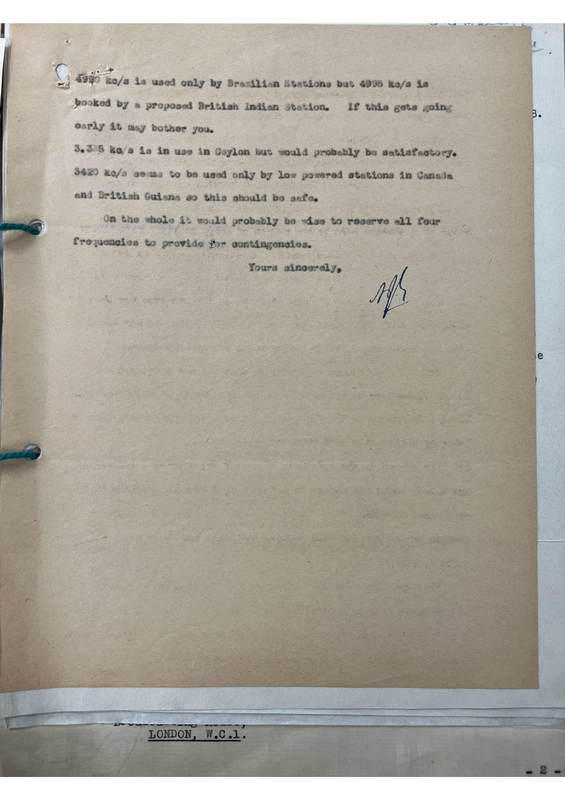 4990 kc/s is used only by Brazilian Stations but 4995 kc/s is
booked by a proposed British Indian Station. If this gets going
early it may bother you.
3.335 kc/s is in use in Ceylon but would probably be satisfactory.
3420 kc/s seems to be used only by low powered stations in Canada
and British Guiana so this should be safe.
On the whole it would probably be wise to reserve all four
frequencies to provide for contingencies.
Yours sincerely,
LONDON, W.C.1.
- 2 -